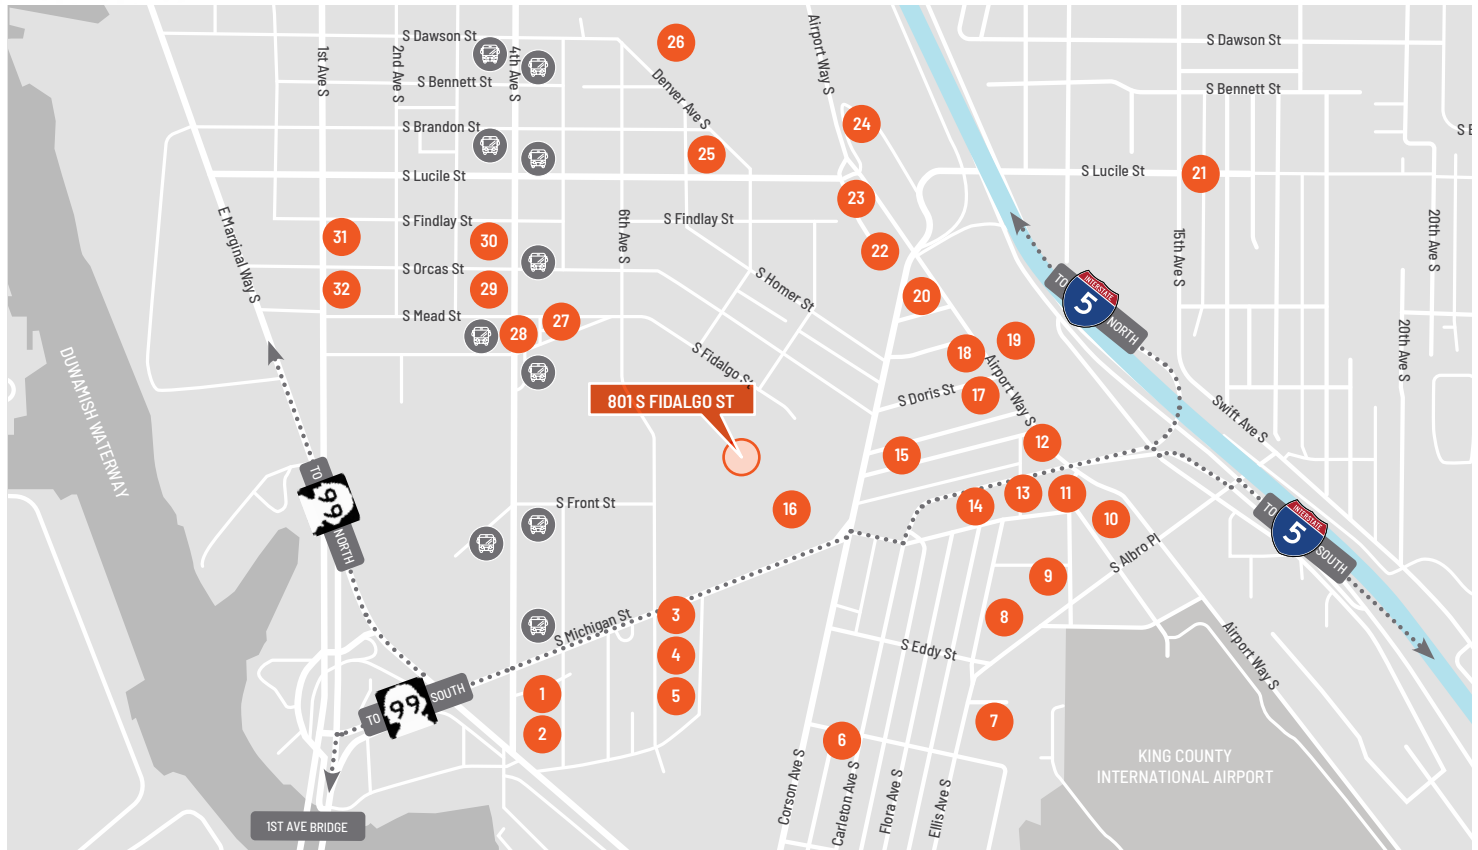 S Dawson St
1st Ave S
2nd Ave S
4th Ave S
S Bennett St
26
Denver Ave S
Airport Way S
S Dawson St
S Bennett St
S Brandon St
24
25
S Lucile St
S Lucile St
21
23
E Marginal Way S
S Findlay St
S Findlay St
6th Ave S
31
30
22
15th Ave S
20th Ave S
S Orcas St
S Homer St
32
29
20
TO
INTERSTATE
5
NORTH
S Mead St
28
27
19
18
20th Ave S
DUWAMISH WATERWAY
S Fidalgo St
Airport Way S
S Doris St
17
801 S FIDALGO ST
Swift Ave S
12
15
TO
99
NORTH
S Front St
16
14
13
11
10
TO
INTERSTATE
5
SOUTH
S Albro Pl
9
3
8
S Michigan St
4
S Eddy St
Airport Way S
1
5
TO
99
SOUTH
2
7
6
KING COUNTY
INTERNATIONAL AIRPORT
Corson Ave S
Carleton Ave S
Flora Ave S
Ellis Ave S
1ST AVE BRIDGE